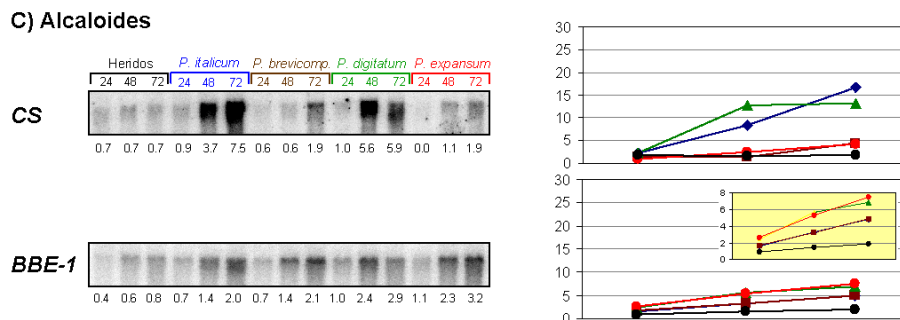 C) Alcaloides
Heridos P. italicum P. brevicomp. P. digitatum P. expansum
24 48 72 24 48 72 24 48 72 24 48 72 24 48 72
CS
0.7 0.7 0.7 0.9 3.7 7.5 0.6 0.6 1.9 1.0 5.6 5.9 0.0 1.1 1.9
BBE-1
0.4 0.6 0.8 0.7 1.4 2.0 0.7 1.4 2.1 1.0 2.4 2.9 1.1 2.3 3.2
30
25
20
15
10
5
0
30
25
20
15
10
5
0
8
6
4
2
0